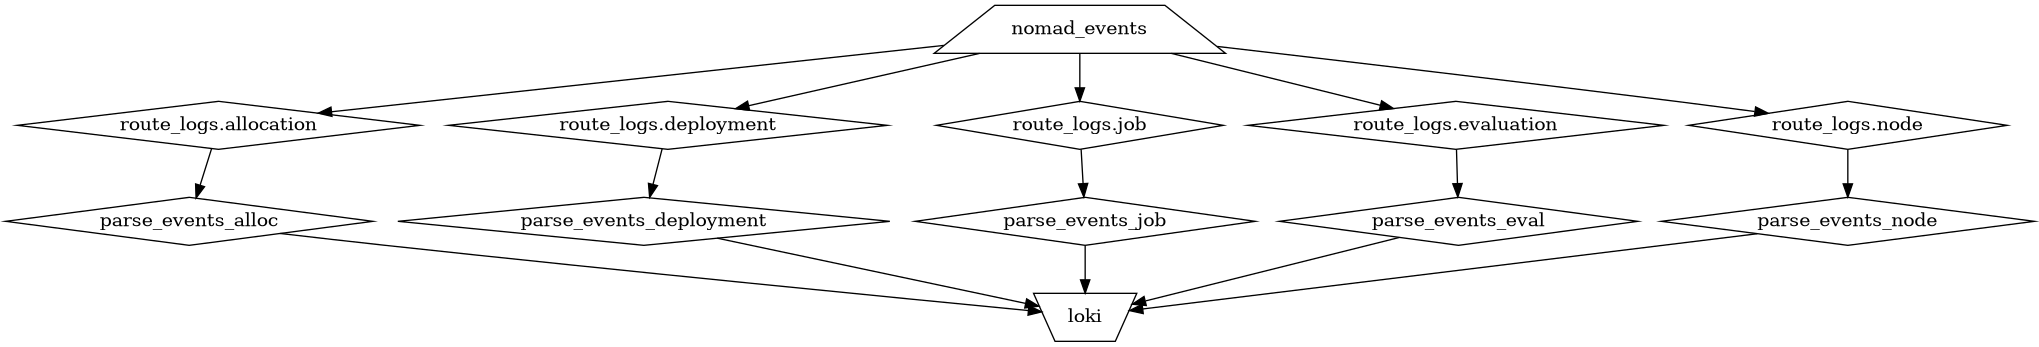 nomad_events
route_logs.allocation
route_logs.deployment
route_logs.job
route_logs.evaluation
route_logs.node
parse_events_alloc
parse_events_deployment
parse_events_job
parse_events_eval
parse_events_node
loki